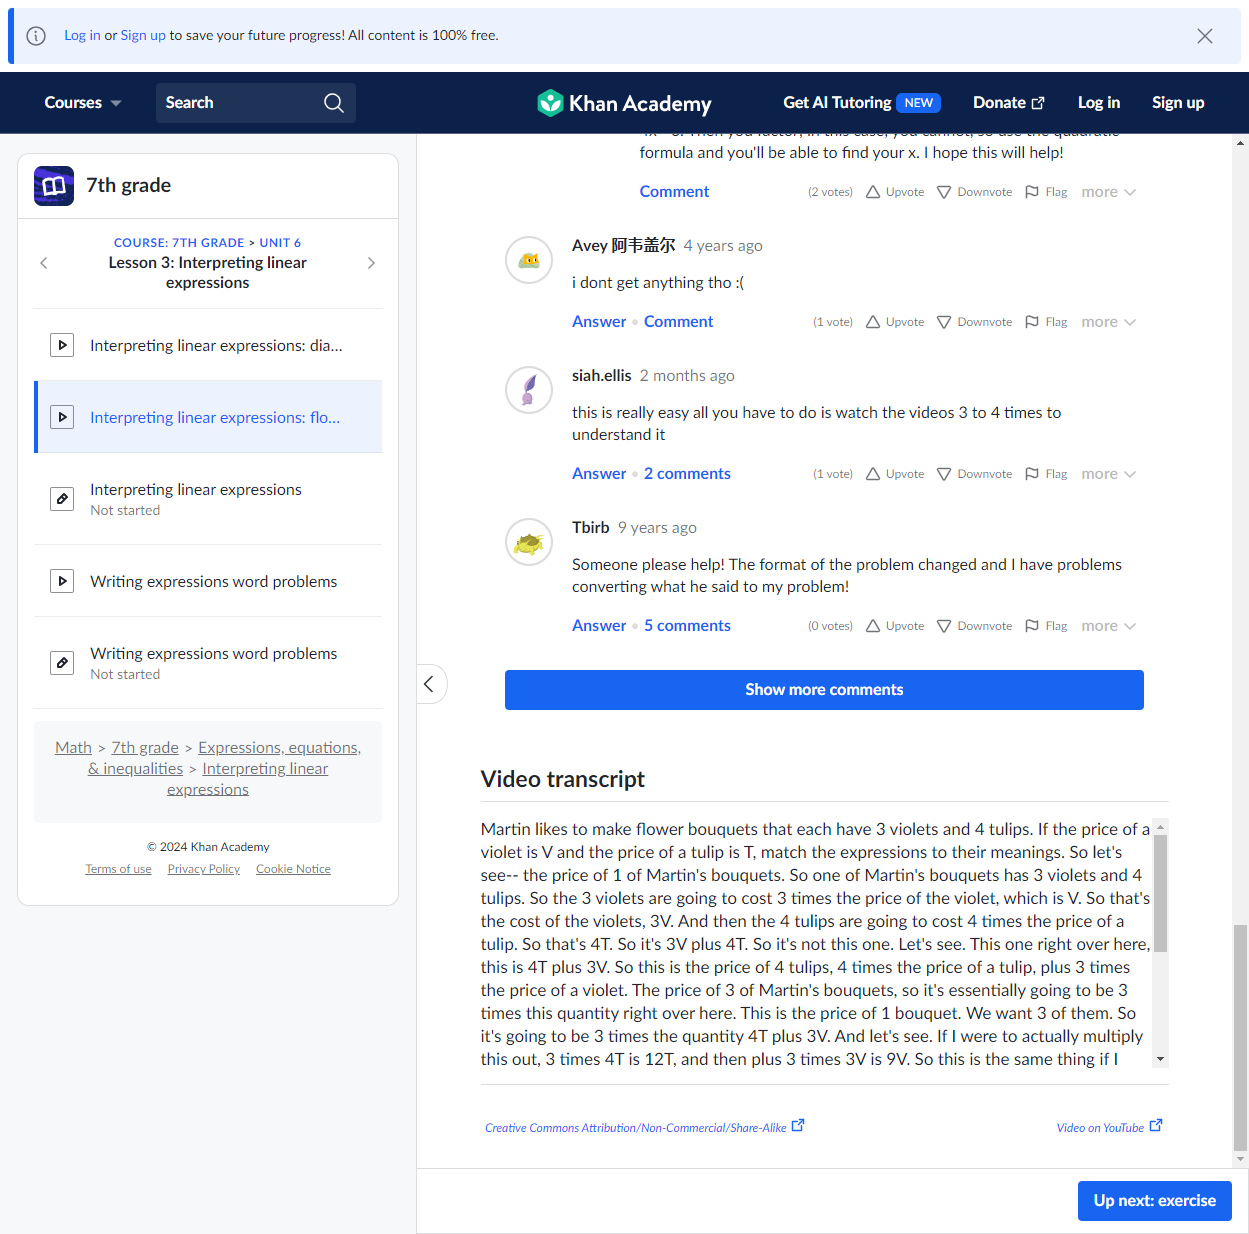 Log in or Sign up to save your future progress! All content is 100% free.
Courses
Search
Khan Academy
Get AI Tutoring NEW
Donate
Log in
Sign up
7th grade
COURSE: 7TH GRADE > UNIT 6
Lesson 3: Interpreting linear
expressions
Interpreting linear expressions: dia...
Interpreting linear expressions: flo...
Interpreting linear expressions
Not started
Writing expressions word problems
Writing expressions word problems
Not started
Math > 7th grade > Expressions, equations,
& inequalities > Interpreting linear
expressions
© 2024 Khan Academy
Terms of use Privacy Policy Cookie Notice
formula and you'll be able to find your x. I hope this will help!
Comment (2 votes) Upvote Downvote Flag more
Avey 阿韦盖尔 4 years ago
i dont get anything tho :(
Answer • Comment (1 vote) Upvote Downvote Flag more
siah.ellis 2 months ago
this is really easy all you have to do is watch the videos 3 to 4 times to
understand it
Answer • 2 comments (1 vote) Upvote Downvote Flag more
Tbirb 9 years ago
Someone please help! The format of the problem changed and I have problems
converting what he said to my problem!
Answer • 5 comments (0 votes) Upvote Downvote Flag more
Show more comments
Video transcript
Martin likes to make flower bouquets that each have 3 violets and 4 tulips. If the price of a
violet is V and the price of a tulip is T, match the expressions to their meanings. So let's
see-- the price of 1 of Martin's bouquets. So one of Martin's bouquets has 3 violets and 4
tulips. So the 3 violets are going to cost 3 times the price of the violet, which is V. So that's
the cost of the violets, 3V. And then the 4 tulips are going to cost 4 times the price of a
tulip. So that's 4T. So it's 3V plus 4T. So it's not this one. Let's see. This one right over here,
this is 4T plus 3V. So this is the price of 4 tulips, 4 times the price of a tulip, plus 3 times
the price of a violet. The price of 3 of Martin's bouquets, so it's essentially going to be 3
times this quantity right over here. This is the price of 1 bouquet. We want 3 of them. So
it's going to be 3 times the quantity 4T plus 3V. And let's see. If I were to actually multiply
this out, 3 times 4T is 12T, and then plus 3 times 3V is 9V. So this is the same thing if I
Creative Commons Attribution/Non-Commercial/Share-Alike
Video on YouTube
Up next: exercise